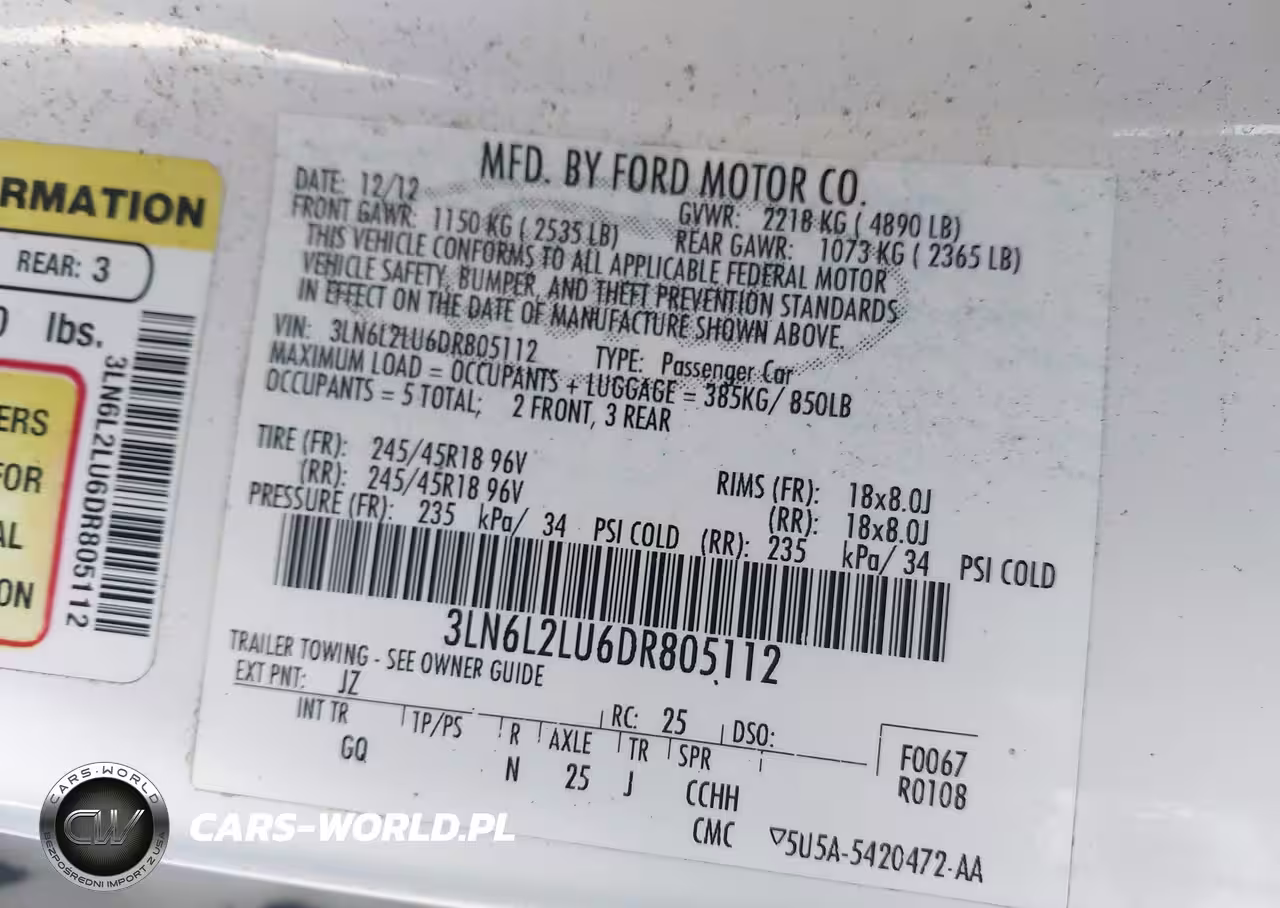 RMATION
REAR: 3
lbs.
3LN6L2LU6DR805112
ERS
FOR
AL
ON
MFD. BY FORD MOTOR CO.
DATE: 12/12
GVWR: 2218 KG ( 4890 LB)
FRONT GAWR: 1150 KG ( 2535 LB)
REAR GAWR: 1073 KG ( 2365 LB)
THIS VEHICLE CONFORMS TO ALL APPLICABLE FEDERAL MOTOR
VEHICLE SAFETY, BUMPER, AND THEFT PREVENTION STANDARDS
IN EFFECT ON THE DATE OF MANUFACTURE SHOWN ABOVE.
VIN: 3LN6L2LU6DR805112 TYPE: Passenger Car
MAXIMUM LOAD = OCCUPANTS + LUGGAGE = 385KG/ 850LB
OCCUPANTS = 5 TOTAL; 2 FRONT, 3 REAR
TIRE (FR): 245/45R18 96V
RIMS (FR): 18x8.0J
(RR): 245/45R18 96V
(RR): 18x8.0J
PRESSURE (FR): 235 kPa/ 34 PSI COLD (RR): 235 kPa/ 34 PSI COLD
3LN6L2LU6DR805112
TRAILER TOWING - SEE OWNER GUIDE
EXT PNT: JZ
RC: 25 DSO:
INT TR TP/PS R AXLE TR SPR
GQ N 25 J CCHH
CMC
F0067
R0108
▽5U5A-5420472-AA
CARS-WORLD
CW
BEZPOŚREDNI IMPORT Z USA
CARS-WORLD.PL